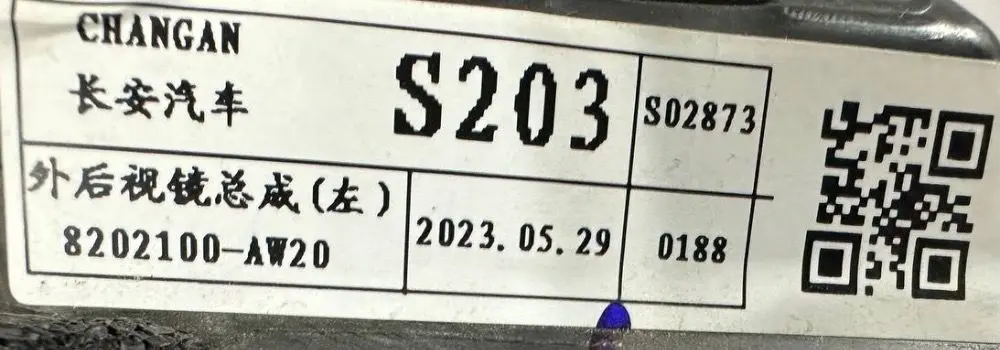 CHANGAN
长安汽车
S203
S02873
外后视镜总成(左)
8202100-AW20
2023.05.29
0188